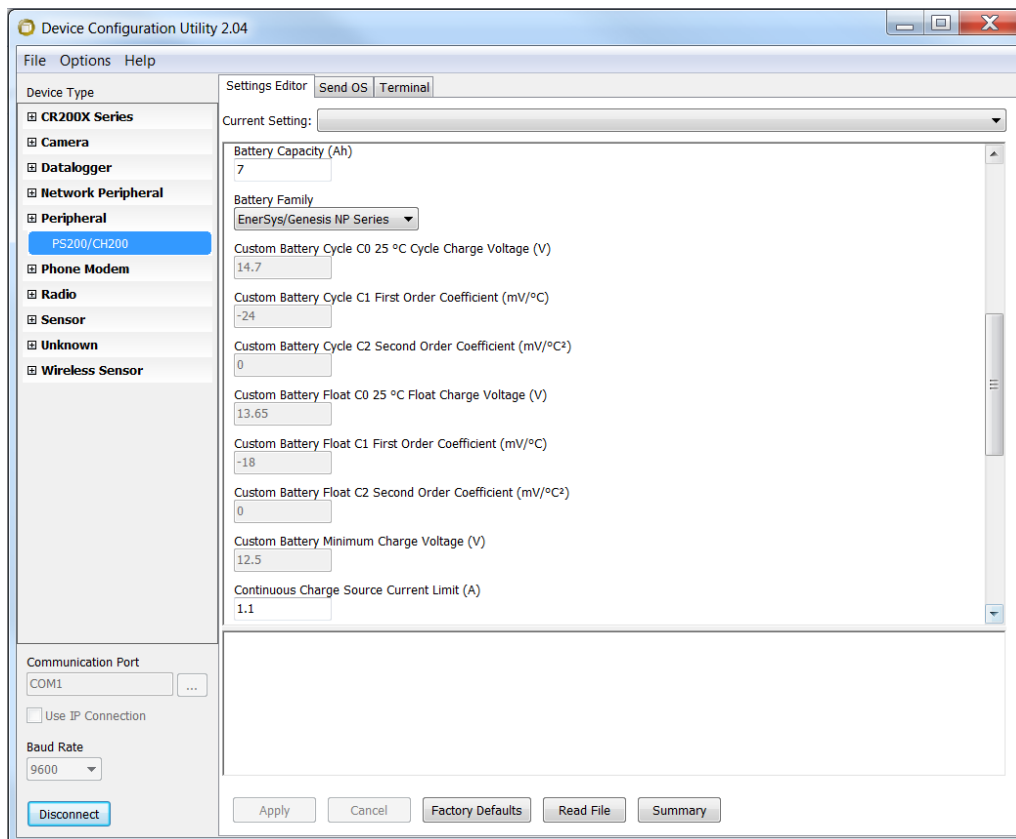 Device Configuration Utility 2.04
File Options Help
Device Type
CR200X Series
Camera
Datalogger
Network Peripheral
Peripheral
PS200/CH200
Phone Modem
Radio
Sensor
Unknown
Wireless Sensor
Communication Port
COM1
...
Use IP Connection
Baud Rate
9600
Disconnect
Settings Editor Send OS Terminal
Current Setting:
Battery Capacity (Ah)
7
Battery Family
EnerSys/Genesis NP Series
Custom Battery Cycle C0 25 ºC Cycle Charge Voltage (V)
14.7
Custom Battery Cycle C1 First Order Coefficient (mV/ºC)
-24
Custom Battery Cycle C2 Second Order Coefficient (mV/ºC²)
0
Custom Battery Float C0 25 ºC Float Charge Voltage (V)
13.65
Custom Battery Float C1 First Order Coefficient (mV/ºC)
-18
Custom Battery Float C2 Second Order Coefficient (mV/ºC²)
0
Custom Battery Minimum Charge Voltage (V)
12.5
Continuous Charge Source Current Limit (A)
1.1
Apply Cancel Factory Defaults Read File Summary